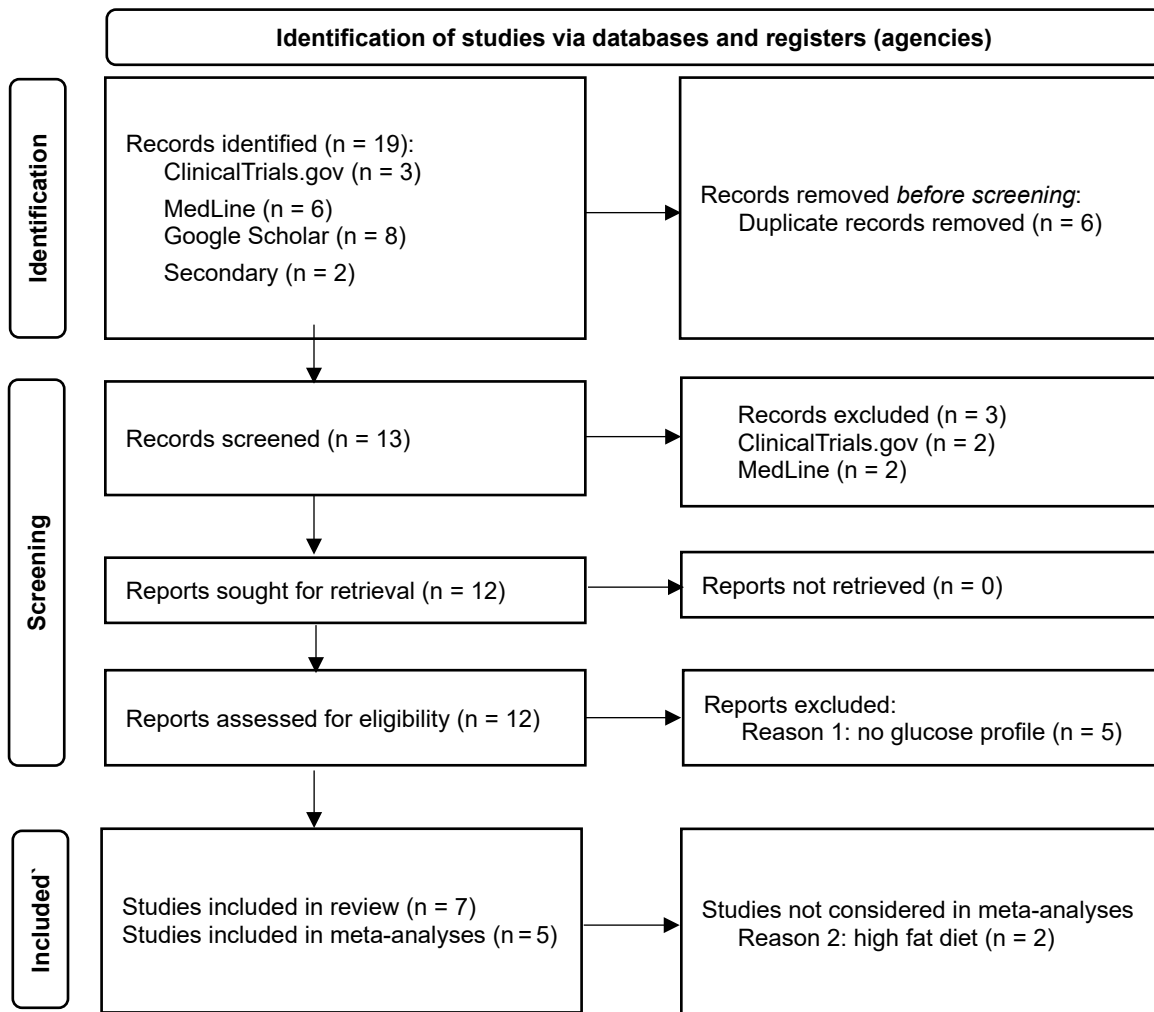 Identification of studies via databases and registers (agencies)
Identification
Records identified (n = 19):
ClinicalTrials.gov (n = 3)
MedLine (n = 6)
Google Scholar (n = 8)
Secondary (n = 2)
Records removed before screening:
Duplicate records removed (n = 6)
Screening
Records screened (n = 13)
Records excluded (n = 3)
ClinicalTrials.gov (n = 2)
MedLine (n = 2)
Reports sought for retrieval (n = 12)
Reports not retrieved (n = 0)
Reports assessed for eligibility (n = 12)
Reports excluded:
Reason 1: no glucose profile (n = 5)
Included`
Studies included in review (n = 7)
Studies included in meta-analyses (n = 5)
Studies not considered in meta-analyses
Reason 2: high fat diet (n = 2)